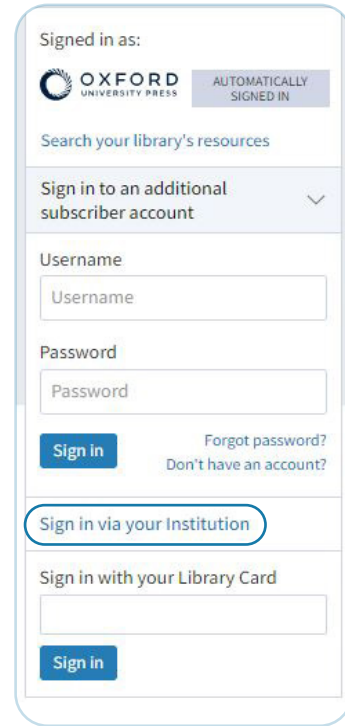 Signed in as:
OXFORD
UNIVERSITY PRESS
AUTOMATICALLY
SIGNED IN
Search your library's resources
Sign in to an additional
subscriber account
Username
Username
Password
Password
Sign in
Forgot password?
Don't have an account?
Sign in via your Institution
Sign in with your Library Card
Sign in